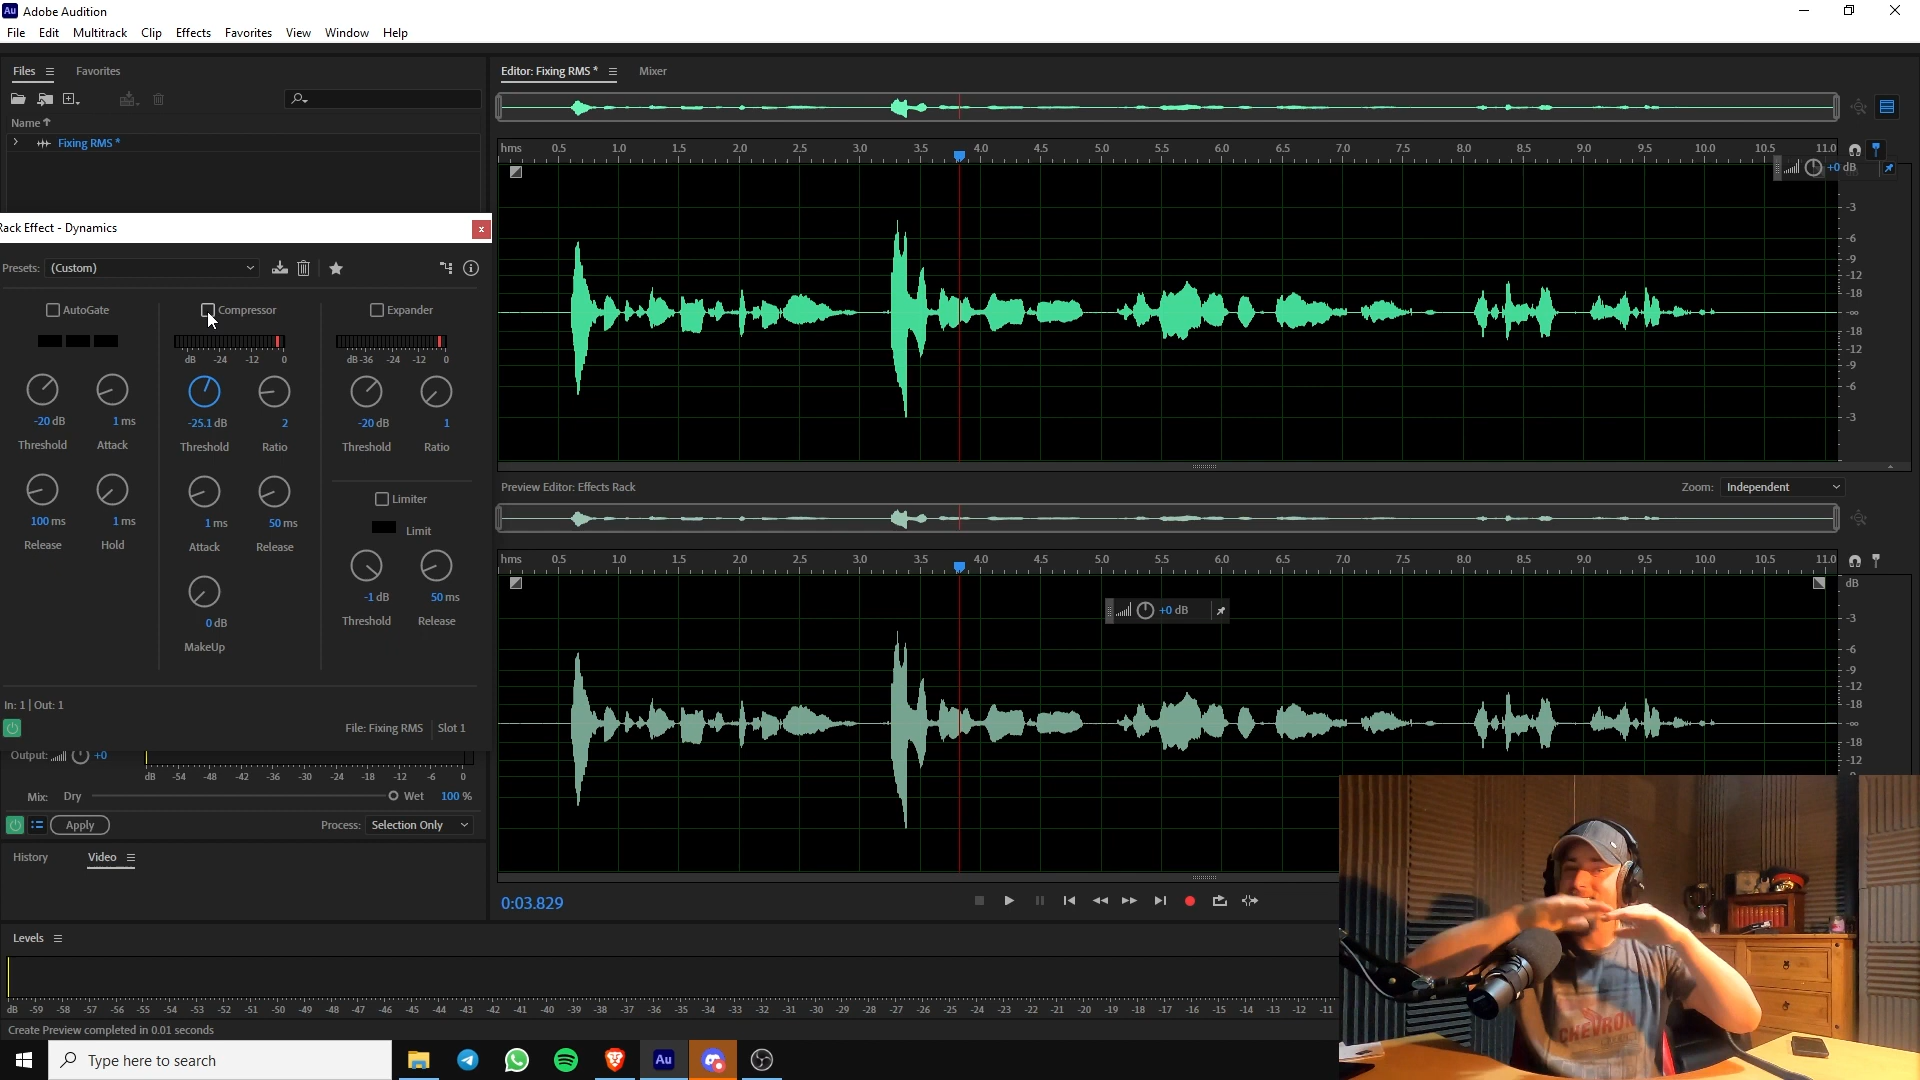 Au Adobe Audition
File Edit Multitrack Clip Effects Favorites View Window Help
Files Favorites
Name
Fixing RMS *
Editor: Fixing RMS * Mixer
hms 0.5 1.0 1.5 2.0 2.5 3.0 3.5 4.0 4.5 5.0 5.5 6.0 6.5 7.0 7.5 8.0 8.5 9.0 9.5 10.0 10.5 11.0
+0 dB
-3
-6
-9
-12
-18
-∞
-18
-12
-9
-6
-3
Rack Effect - Dynamics x
Presets: (Custom)
AutoGate Compressor Expander
dB -24 -12 0
dB -36 -24 -12 0
-20 dB 1 ms -25.1 dB 2 -20 dB 1
Threshold Attack Threshold Ratio Threshold Ratio
Limiter
Limit
100 ms 1 ms 1 ms 50 ms
Release Hold Attack Release
-1 dB 50 ms
Threshold Release
0 dB
MakeUp
In: 1 | Out: 1
File: Fixing RMS Slot 1
Output: +0
dB -54 -48 -42 -36 -30 -24 -18 -12 -6 0
Mix: Dry Wet 100 %
Apply Process: Selection Only
History Video
Preview Editor: Effects Rack Zoom: Independent
hms 0.5 1.0 1.5 2.0 2.5 3.0 3.5 4.0 4.5 5.0 5.5 6.0 6.5 7.0 7.5 8.0 8.5 9.0 9.5 10.0 10.5 11.0
dB
+0 dB
-3
-6
-9
-12
-18
-∞
-18
-12
0:03.829
Levels
dB -59 -58 -57 -56 -55 -54 -53 -52 -51 -50 -49 -48 -47 -46 -45 -44 -43 -42 -41 -40 -39 -38 -37 -36 -35 -34 -33 -32 -31 -30 -29 -28 -27 -26 -25 -24 -23 -22 -21 -20 -19 -18 -17 -16 -15 -14 -13 -12 -11
Create Preview completed in 0.01 seconds
Type here to search
Au
CHEVRON